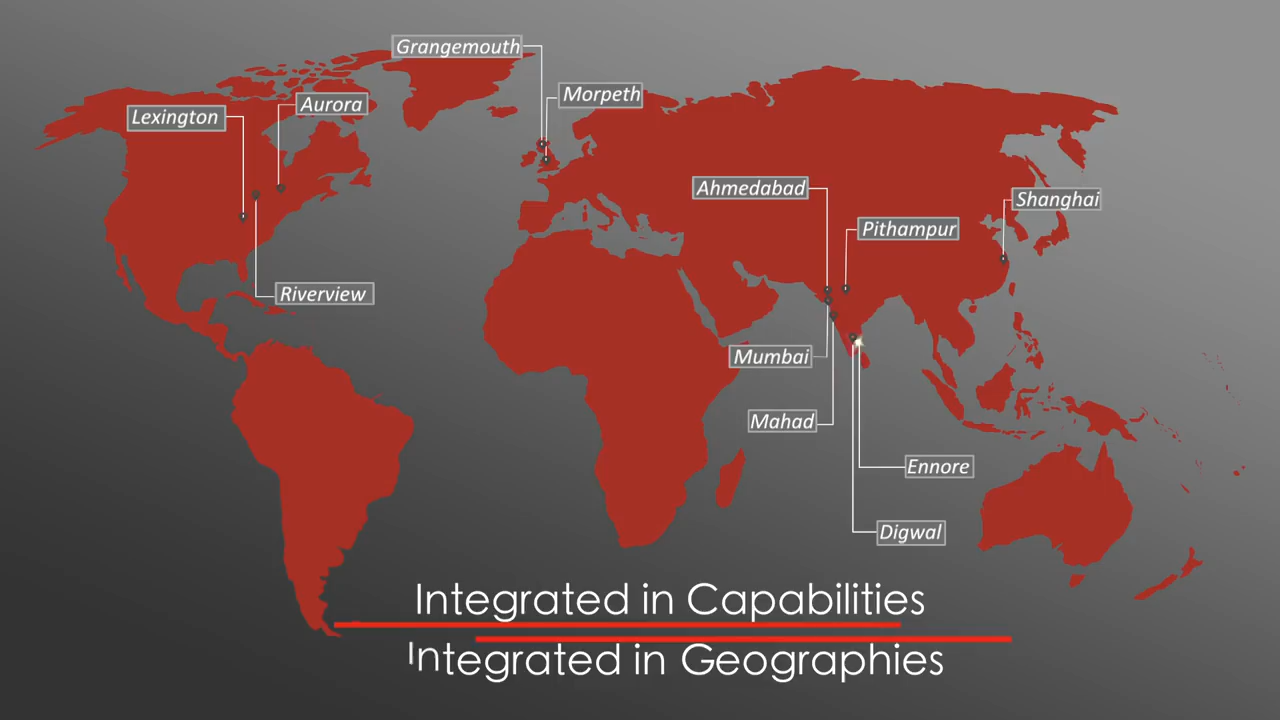 Grangemouth
Morpeth
Aurora
Lexington
Ahmedabad
Shanghai
Pithampur
Riverview
Mumbai
Mahad
Ennore
Digwal
Integrated in Capabilities
Integrated in Geographies